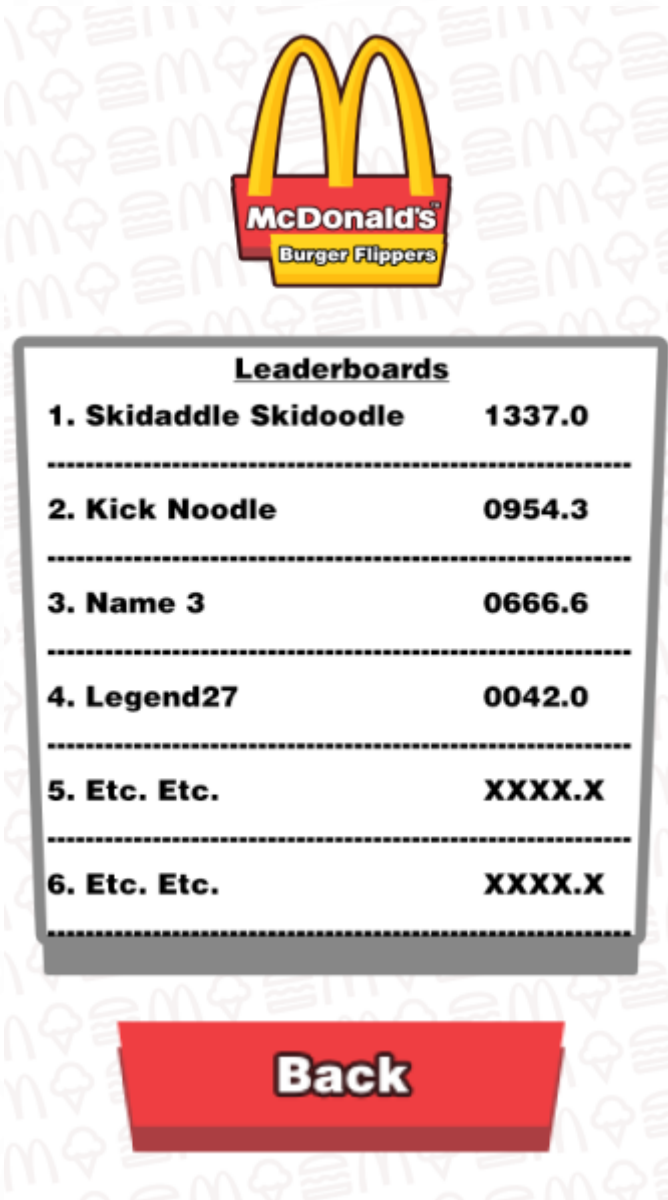 McDonald's™
Burger Flippers
Leaderboards
1. Skidaddle Skidoodle 1337.0
2. Kick Noodle 0954.3
3. Name 3 0666.6
4. Legend27 0042.0
5. Etc. Etc. XXXX.X
6. Etc. Etc. XXXX.X
Back